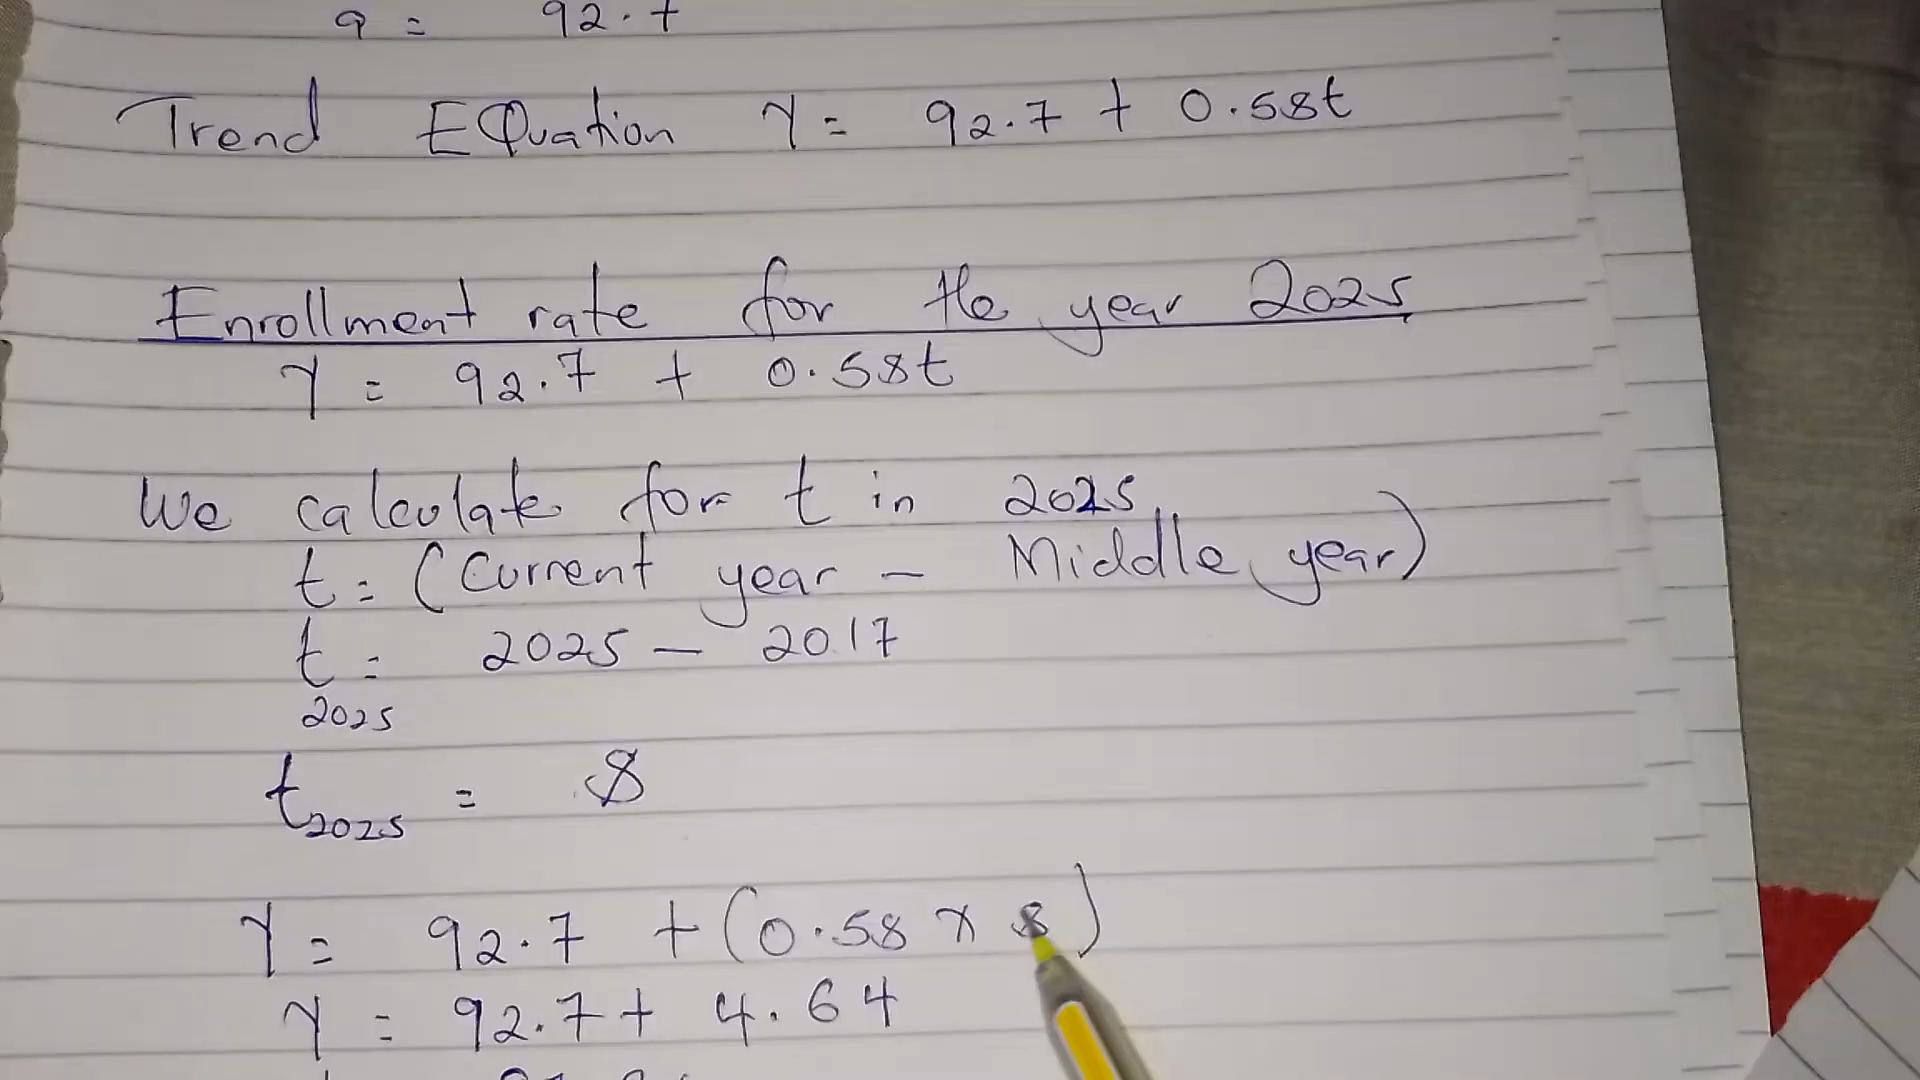 a = 92.7
Trend EQuation Y = 92.7 + 0.58t
Enrollment rate for the year 2025
Y = 92.7 + 0.58t
We calculate for t in 2025
t = (Current year - Middle year)
t = 2025 - 2017
2025
t2025 = 8
Y = 92.7 + (0.58 x 8)
Y = 92.7 + 4.64